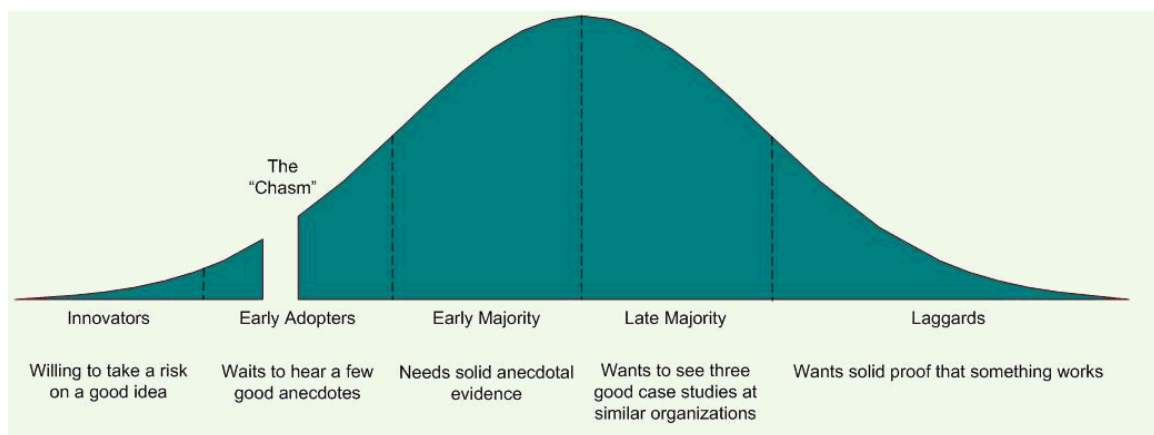 The
"Chasm"
Innovators
Early Adopters
Early Majority
Late Majority
Laggards
Willing to take a risk
on a good idea
Waits to hear a few
good anecdotes
Needs solid anecdotal
evidence
Wants to see three
good case studies at
similar organizations
Wants solid proof that something works